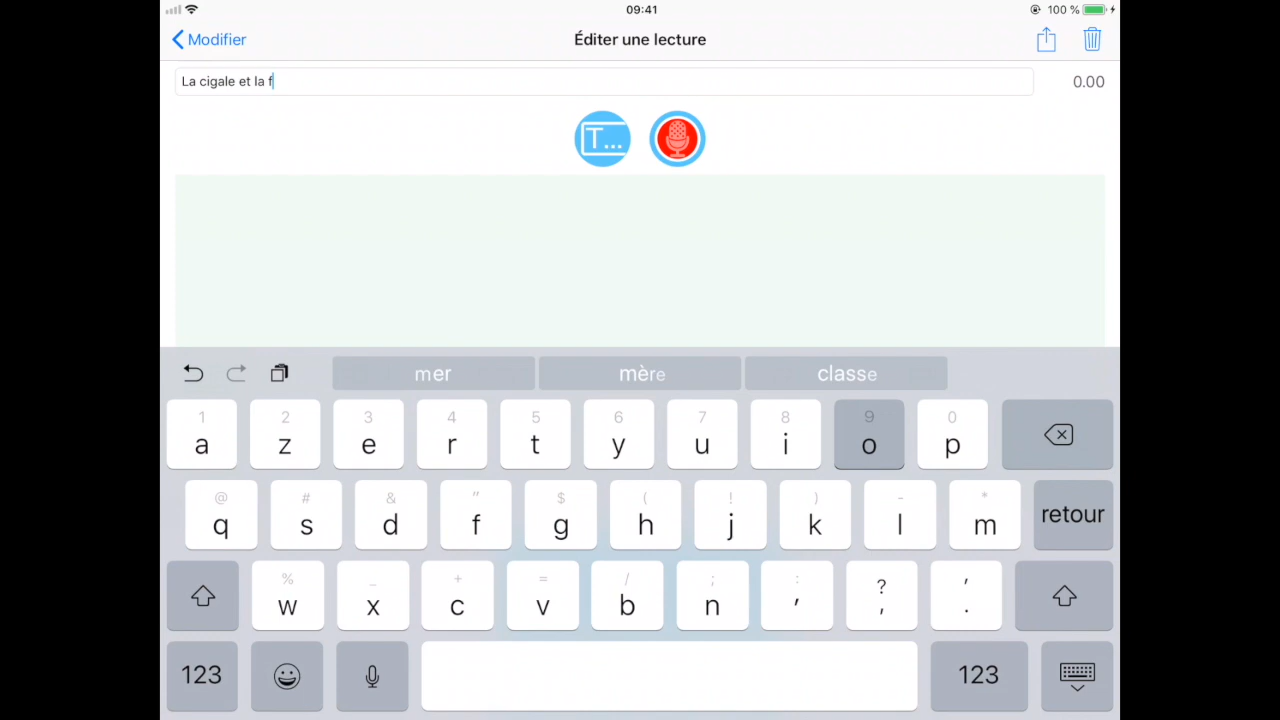 09:41
100 %
Modifier
Éditer une lecture
La cigale et la f
0.00
T...
mer
mère
classe
1 2 3 4 5 6 7 8 9 0
a z e r t y u i o p
@ # & " $ ( ! ) - *
q s d f g h j k l m
retour
% _ + = / ; : ? '
w x c v b n ' , .
123
123